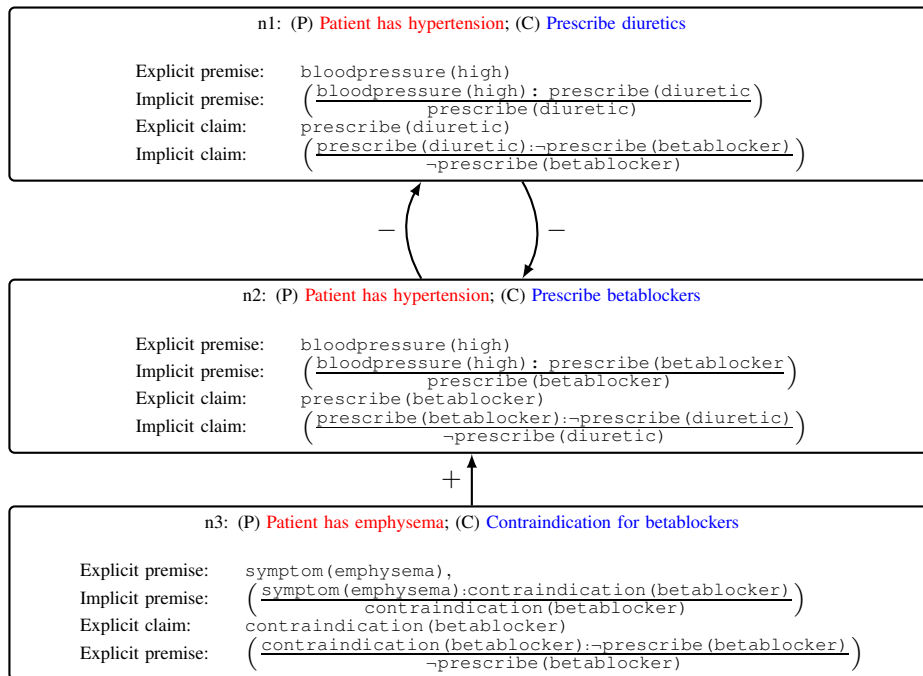 n1: (P) Patient has hypertension; (C) Prescribe diuretics
Explicit premise: bloodpressure(high)
Implicit premise: ( bloodpressure(high): prescribe(diuretic
prescribe(diuretic) )
Explicit claim: prescribe(diuretic)
Implicit claim: ( prescribe(diuretic):¬prescribe(betablocker)
¬prescribe(betablocker) )
− −
n2: (P) Patient has hypertension; (C) Prescribe betablockers
Explicit premise: bloodpressure(high)
Implicit premise: ( bloodpressure(high): prescribe(betablocker
prescribe(betablocker) )
Explicit claim: prescribe(betablocker)
Implicit claim: ( prescribe(betablocker):¬prescribe(diuretic)
¬prescribe(diuretic) )
+
n3: (P) Patient has emphysema; (C) Contraindication for betablockers
Explicit premise: symptom(emphysema),
Implicit premise: ( symptom(emphysema):contraindication(betablocker)
contraindication(betablocker) )
Explicit claim: contraindication(betablocker)
Explicit premise: ( contraindication(betablocker):¬prescribe(betablocker)
¬prescribe(betablocker) )